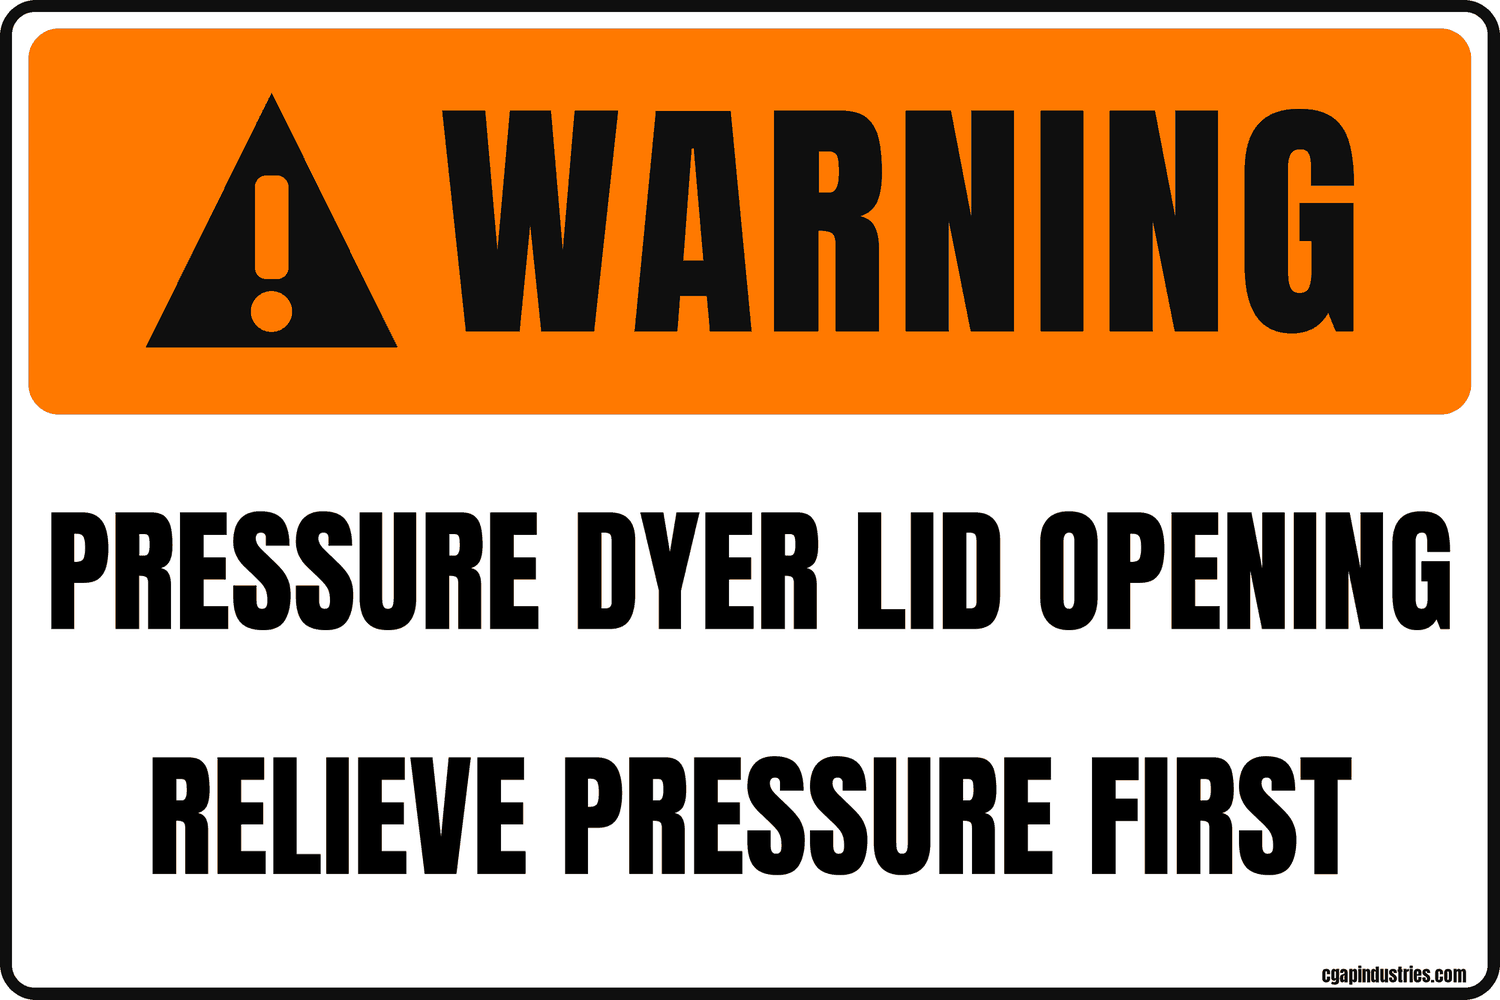 WARNING
PRESSURE DYER LID OPENING
RELIEVE PRESSURE FIRST
cgapindustries.com